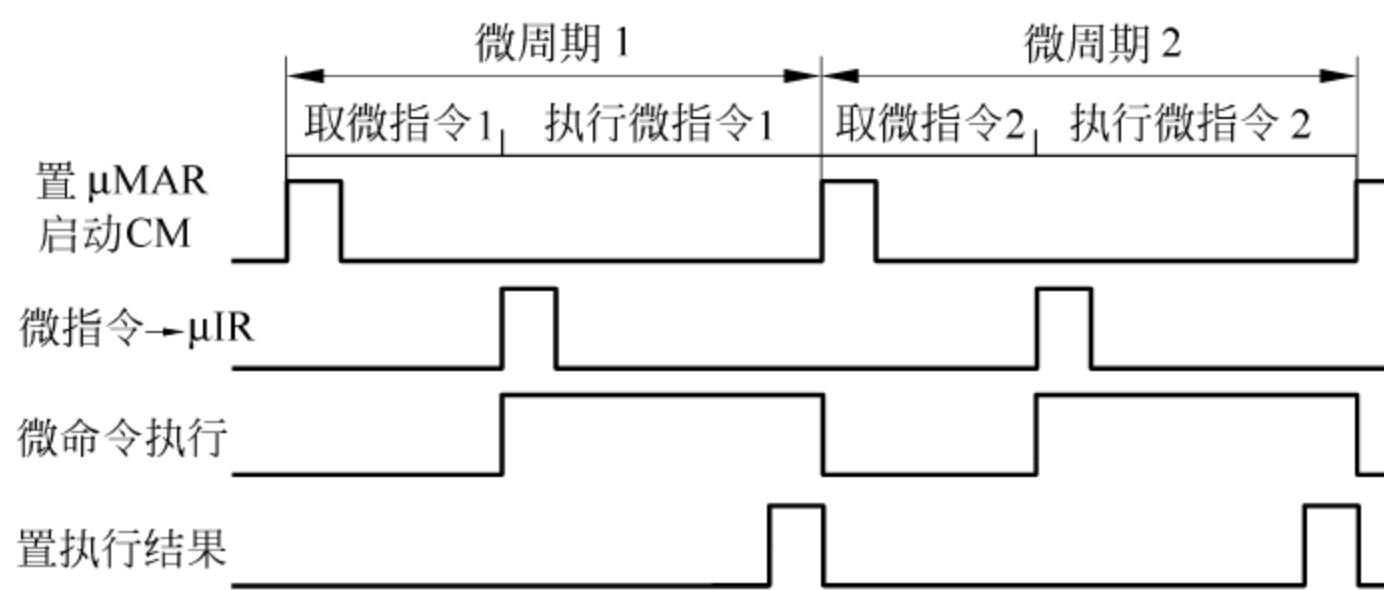 微周期 1
微周期 2
取微指令1
执行微指令1
取微指令2
执行微指令 2
置 μMAR
启动CM
微指令→μIR
微命令执行
置执行结果